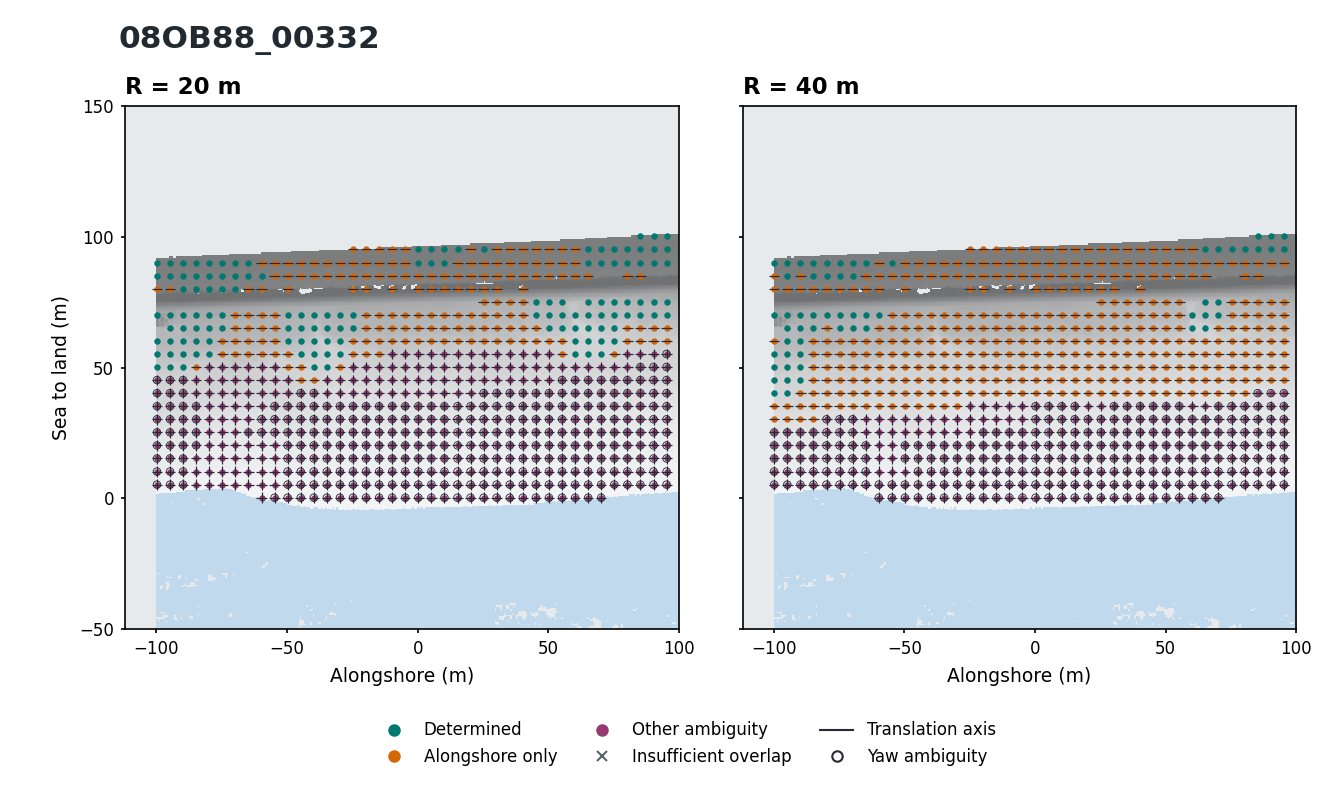 08OB88_00332
R = 20 m
R = 40 m
150
100
50
0
−50
Sea to land (m)
−100
−50
0
50
100
−100
−50
0
50
100
Alongshore (m)
Alongshore (m)
Determined
Other ambiguity
Translation axis
Alongshore only
Insufficient overlap
Yaw ambiguity